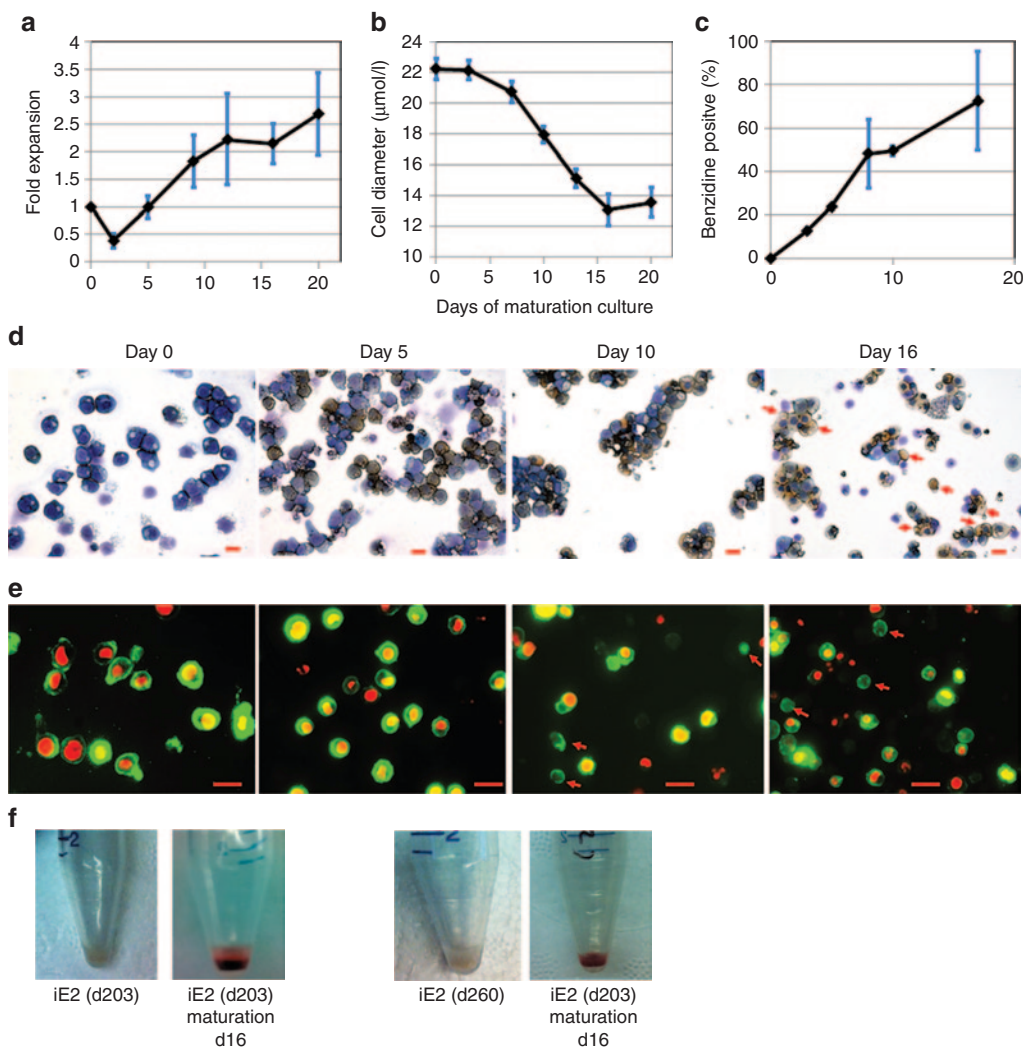 a
b
c
4
3.5
3
2.5
2
1.5
1
0.5
0
Fold expansion
0 5 10 15 20
24
22
20
18
16
14
12
10
Cell diameter (μmol/l)
0 5 10 15 20
Days of maturation culture
100
80
60
40
20
0
Benzidine positve (%)
0 10 20
d
Day 0 Day 5 Day 10 Day 16
e
f
2
2
iE2 (d203)
iE2 (d203)
maturation
d16
iE2 (d260)
iE2 (d203)
maturation
d16